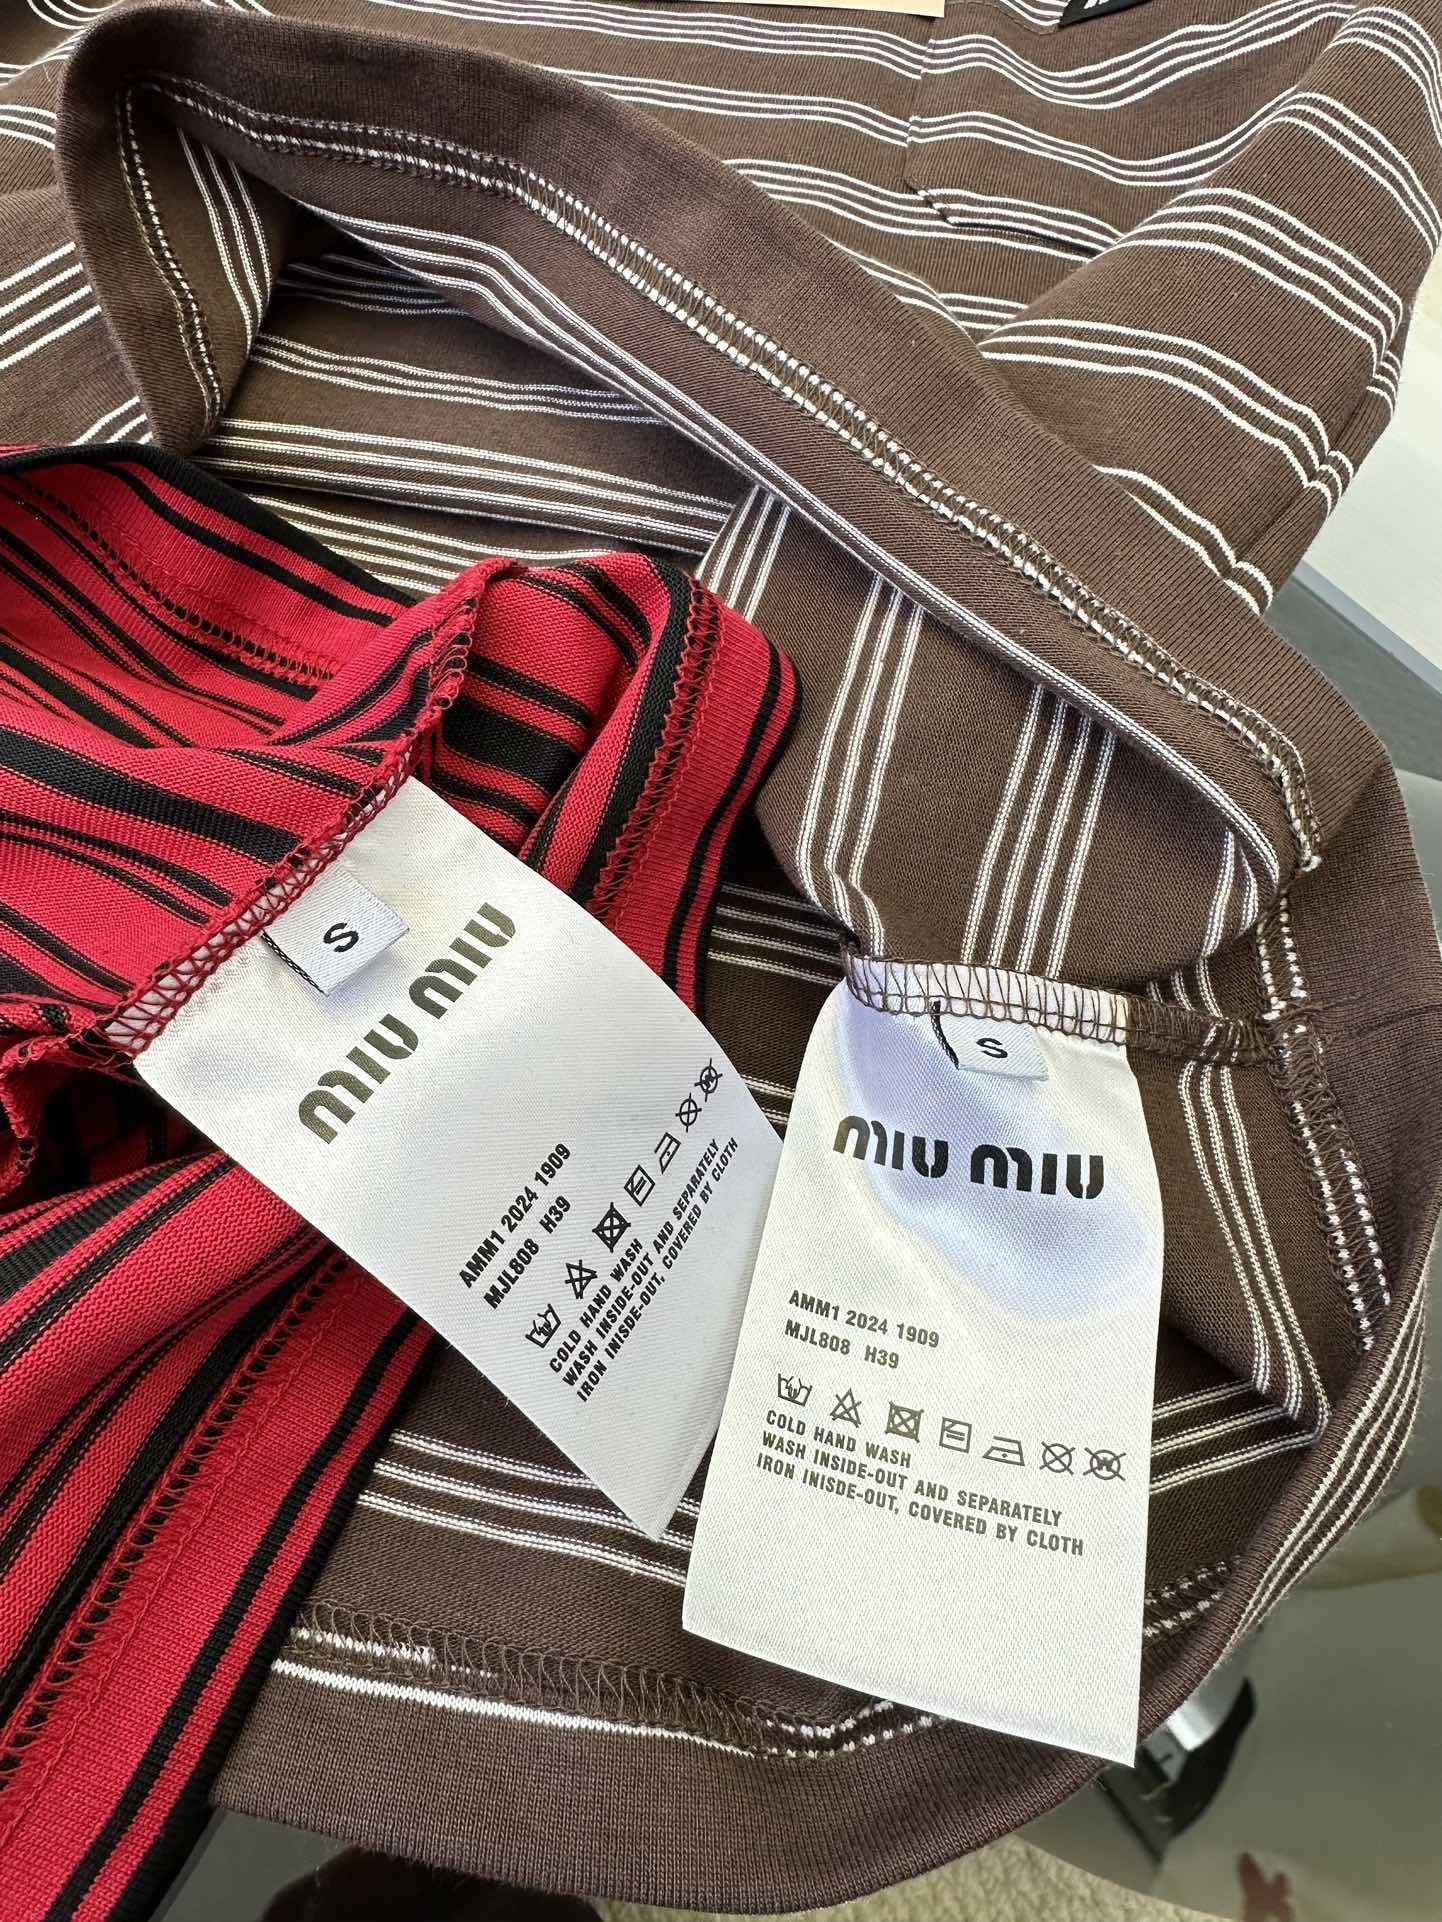 S
MIU MIU
AMM1 2024 1909
MJL808 H39
COLD HAND WASH
WASH INSIDE-OUT AND SEPARATELY
IRON INISDE-OUT, COVERED BY CLOTH
S
MIU MIU
AMM1 2024 1909
MJL808 H39
COLD HAND WASH
WASH INSIDE-OUT AND SEPARATELY
IRON INISDE-OUT, COVERED BY CLOTH